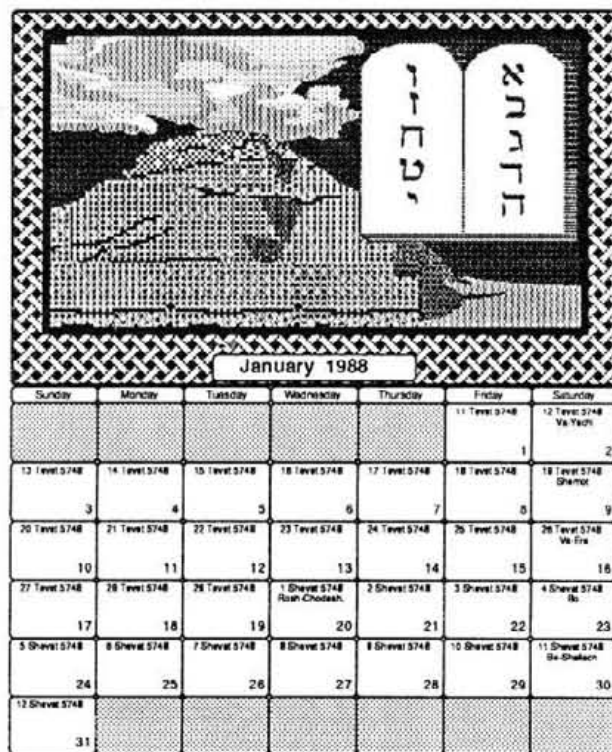 א
ג
ו
ז
ח
ט
י
January 1988
Sunday Monday Tuesday Wednesday Thursday Friday Saturday
11 Tevet 5748 12 Tevet 5748
Va-Yechi
1 2
13 Tevet 5748 14 Tevet 5748 15 Tevet 5748 16 Tevet 5748 17 Tevet 5748 18 Tevet 5748 19 Tevet 5748
Shemot
3 4 5 6 7 8 9
20 Tevet 5748 21 Tevet 5748 22 Tevet 5748 23 Tevet 5748 24 Tevet 5748 25 Tevet 5748 26 Tevet 5748
Va-Era
10 11 12 13 14 15 16
27 Tevet 5748 28 Tevet 5748 29 Tevet 5748 1 Shevat 5748 2 Shevat 5748 3 Shevat 5748 4 Shevat 5748
Rosh-Chodesh. Bo
17 18 19 20 21 22 23
5 Shevat 5748 6 Shevat 5748 7 Shevat 5748 8 Shevat 5748 9 Shevat 5748 10 Shevat 5748 11 Shevat 5748
Be-Shallach
24 25 26 27 28 29 30
12 Shevat 5748
31